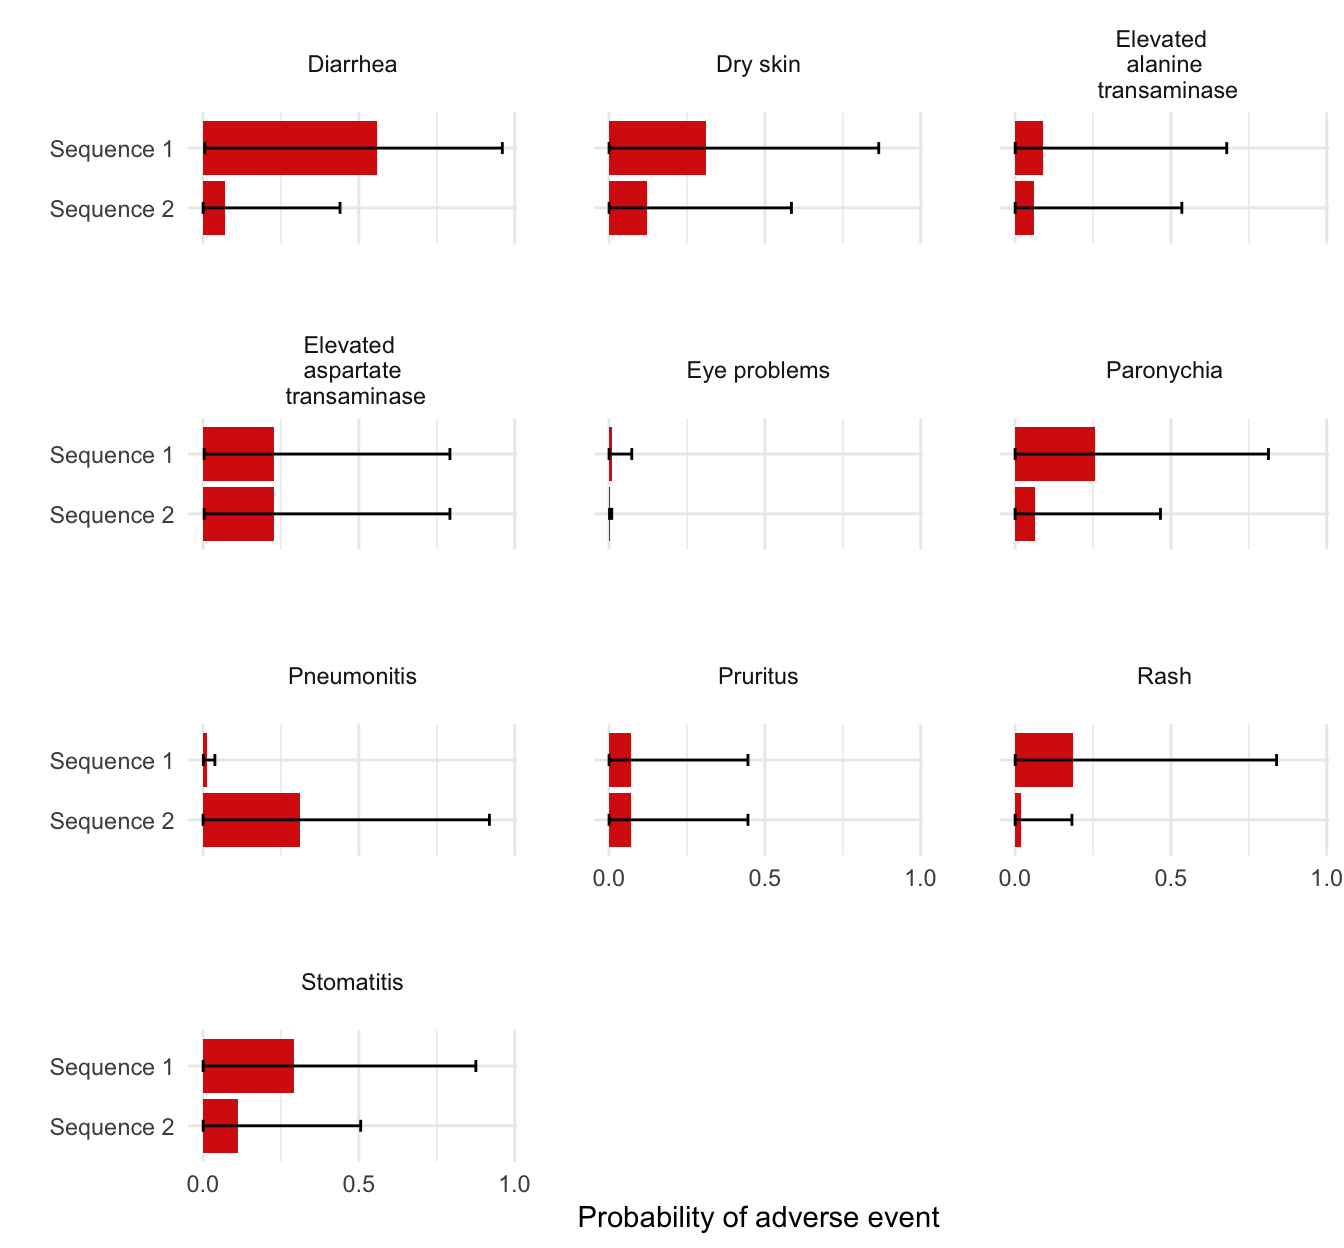 Diarrhea
Dry skin
Elevated
alanine
transaminase
Sequence 1
Sequence 2
Elevated
aspartate
transaminase
Eye problems
Paronychia
Sequence 1
Sequence 2
Pneumonitis
Pruritus
Rash
Sequence 1
Sequence 2
0.0 0.5 1.0
0.0 0.5 1.0
Stomatitis
Sequence 1
Sequence 2
0.0 0.5 1.0
Probability of adverse event